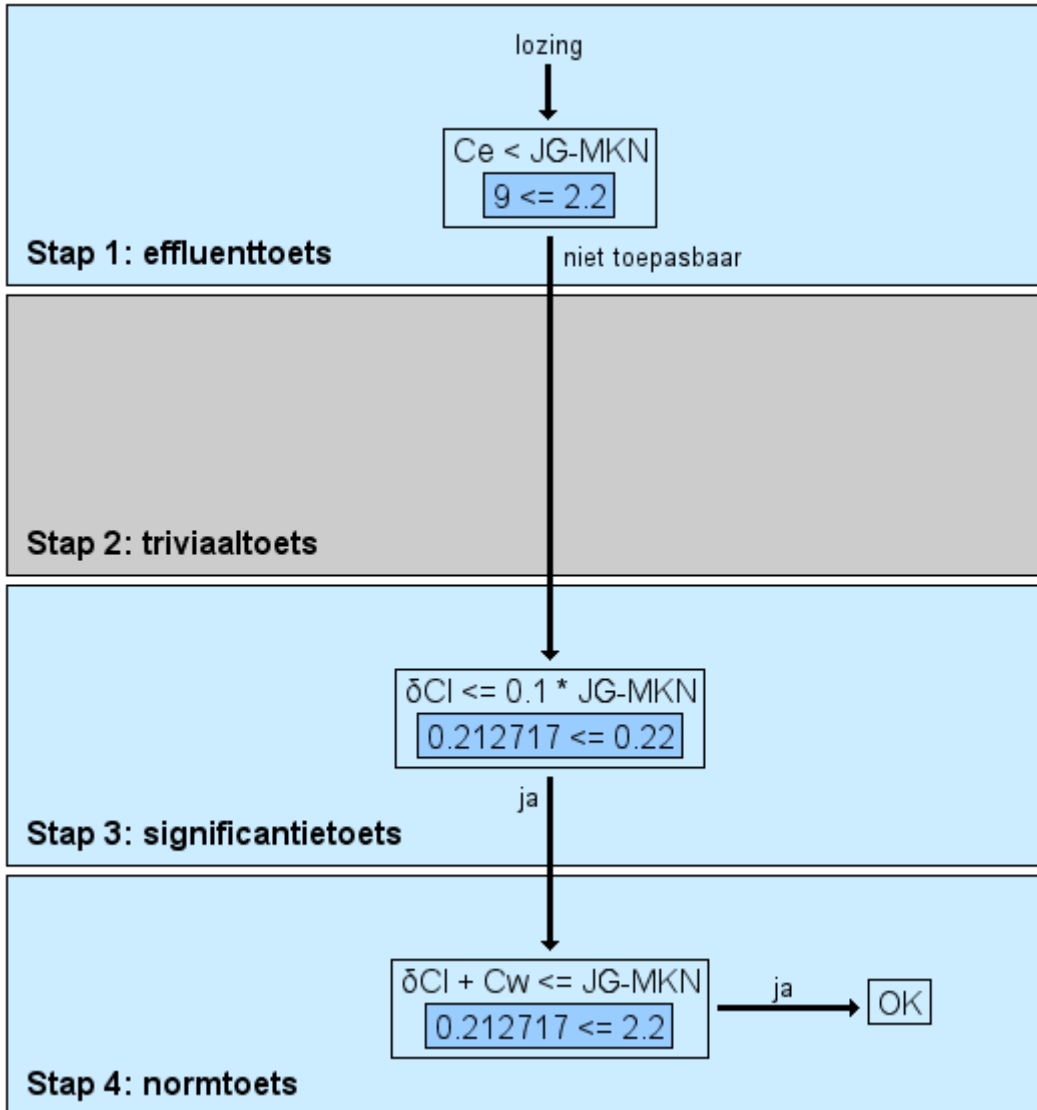 lozing
Ce < JG-MKN
9 <= 2.2
Stap 1: effluenttoets
niet toepasbaar
Stap 2: triviaaltoets
δCl <= 0.1 * JG-MKN
0.212717 <= 0.22
ja
Stap 3: significantietoets
δCl + Cw <= JG-MKN
0.212717 <= 2.2
ja
OK
Stap 4: normtoets